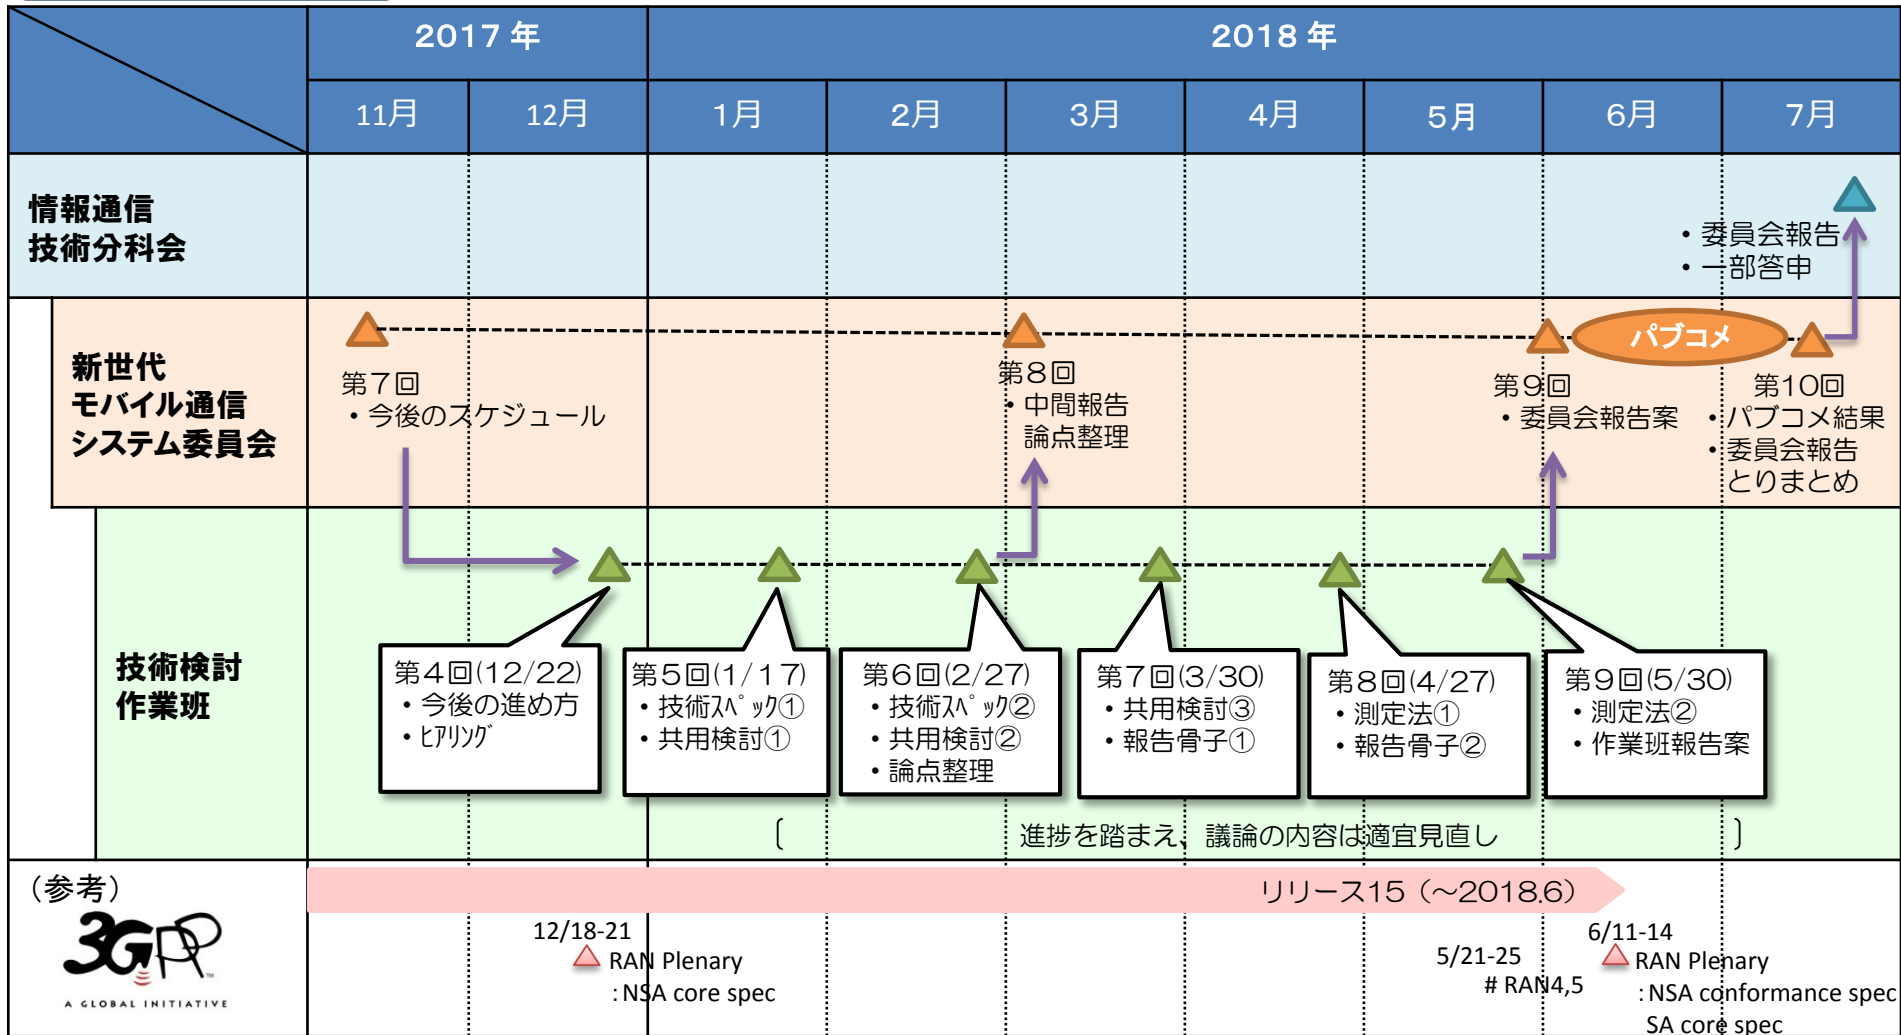 2017年
2018年
11月
12月
1月
2月
3月
4月
5月
6月
7月
情報通信
技術分科会
・委員会報告
・一部答申
新世代
モバイル通信
システム委員会
第7回
・今後のスケジュール
第8回
・中間報告
論点整理
パブコメ
第9回
・委員会報告案
第10回
・パブコメ結果
・委員会報告
とりまとめ
技術検討
作業班
第4回(12/22)
・今後の進め方
・ﾋｱﾘﾝｸﾞ
第5回(1/17)
・技術ｽﾍﾟｯｸ①
・共用検討①
第6回(2/27)
・技術ｽﾍﾟｯｸ②
・共用検討②
・論点整理
第7回(3/30)
・共用検討③
・報告骨子①
第8回(4/27)
・測定法①
・報告骨子②
第9回(5/30)
・測定法②
・作業班報告案
〔 進捗を踏まえ、議論の内容は適宜見直し 〕
（参考）
3GPP™
A GLOBAL INITIATIVE
リリース15（～2018.6）
12/18-21
RAN Plenary
: NSA core spec
5/21-25
# RAN4,5
6/11-14
RAN Plenary
: NSA conformance spec
SA core spec